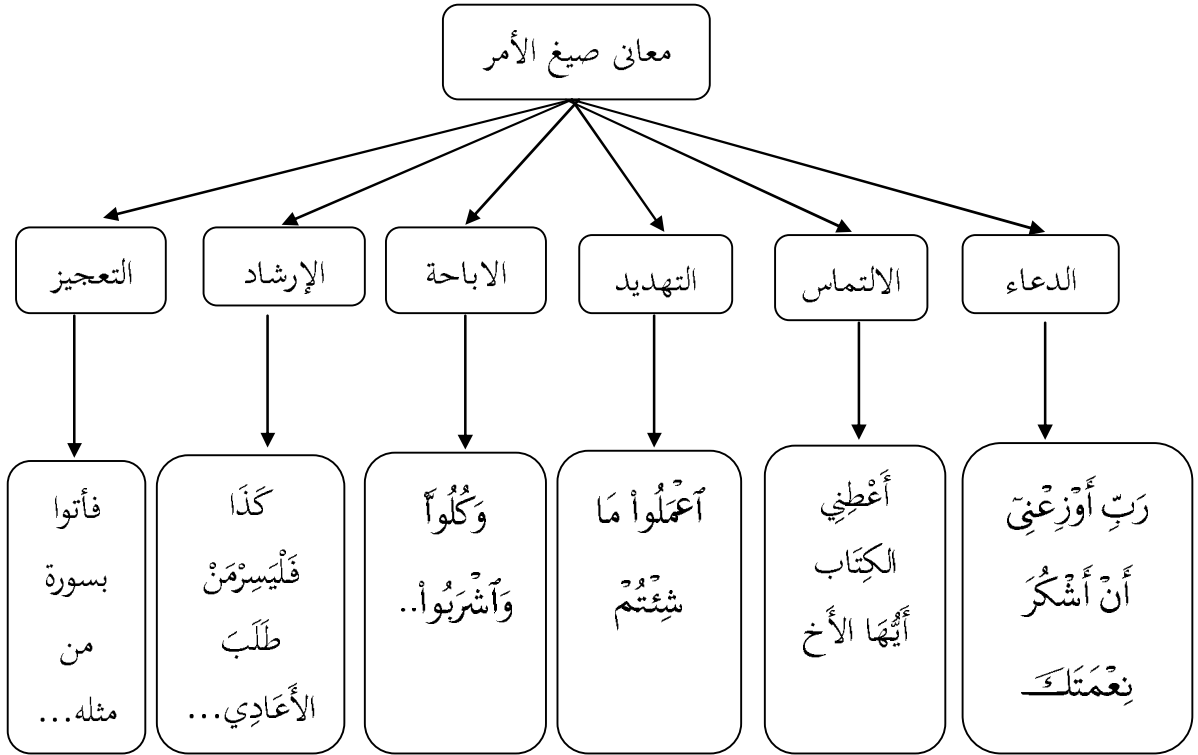 معانى صيغ الأمر
الدعاء
الالتماس
التهديد
الاباحة
الإرشاد
التعجيز
رَبِّ أَوْزِعْنِىٓ
أَنْ أَشْكُرَ
نِعْمَتَكَ
أَعْطِنِي
الكِتَاب
أَيُّهَا الأَخ
ٱعْمَلُوا۟ مَا
شِئْتُمْ
وَكُلُوا۟
وَٱشْرَبُوا۟..
كَذَا
فَلْيَسِرْمَنْ
طَلَبَ
الأَعَادِي...
فأتوا
بسورة
من
مثله...